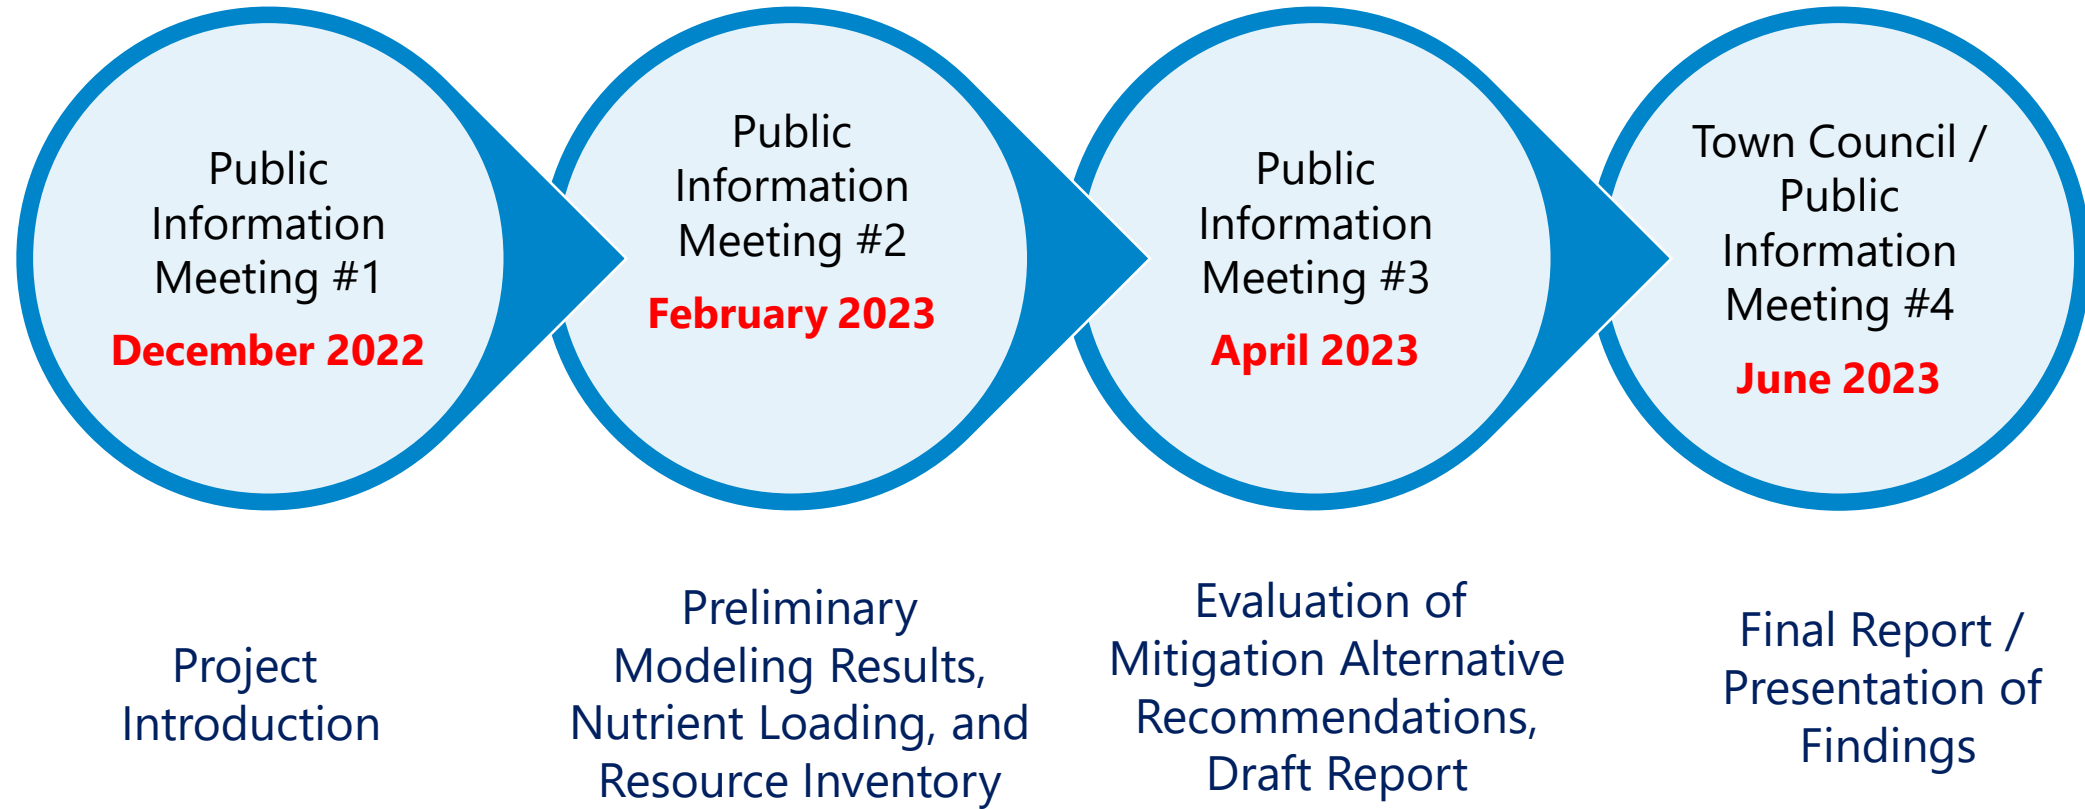 Public
Information
Meeting #1
December 2022
Public
Information
Meeting #2
February 2023
Public
Information
Meeting #3
April 2023
Town Council /
Public
Information
Meeting #4
June 2023
Project
Introduction
Preliminary
Modeling Results,
Nutrient Loading, and
Resource Inventory
Evaluation of
Mitigation Alternative
Recommendations,
Draft Report
Final Report /
Presentation of
Findings